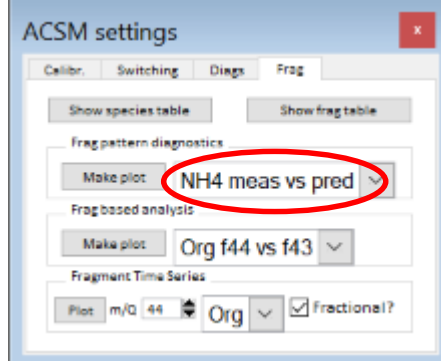 ACSM settings x
Calibr. Switching Diags Frag
Show species table Show frag table
Frag pattern diagnostics
Make plot NH4 meas vs pred
Frag based analysis
Make plot Org f44 vs f43
Fragment Time Series
Plot m/Q 44 Org Fractional?